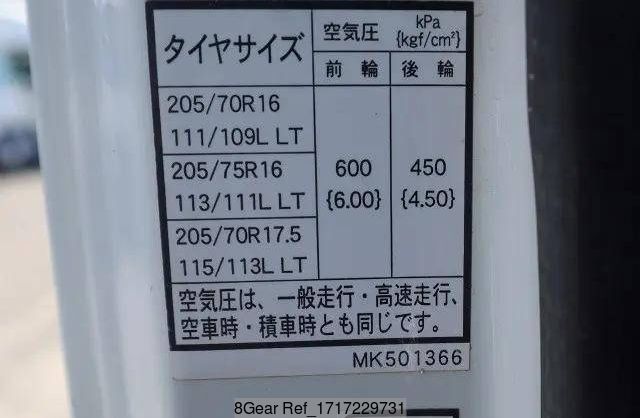 タイヤサイズ 空気圧 kPa {kgf/cm²}
前輪 後輪
205/70R16
111/109L LT
205/75R16 600 450
113/111L LT {6.00} {4.50}
205/70R17.5
115/113L LT
空気圧は、一般走行・高速走行、
空車時・積車時とも同じです。
MK501366
8Gear Ref_1717229731